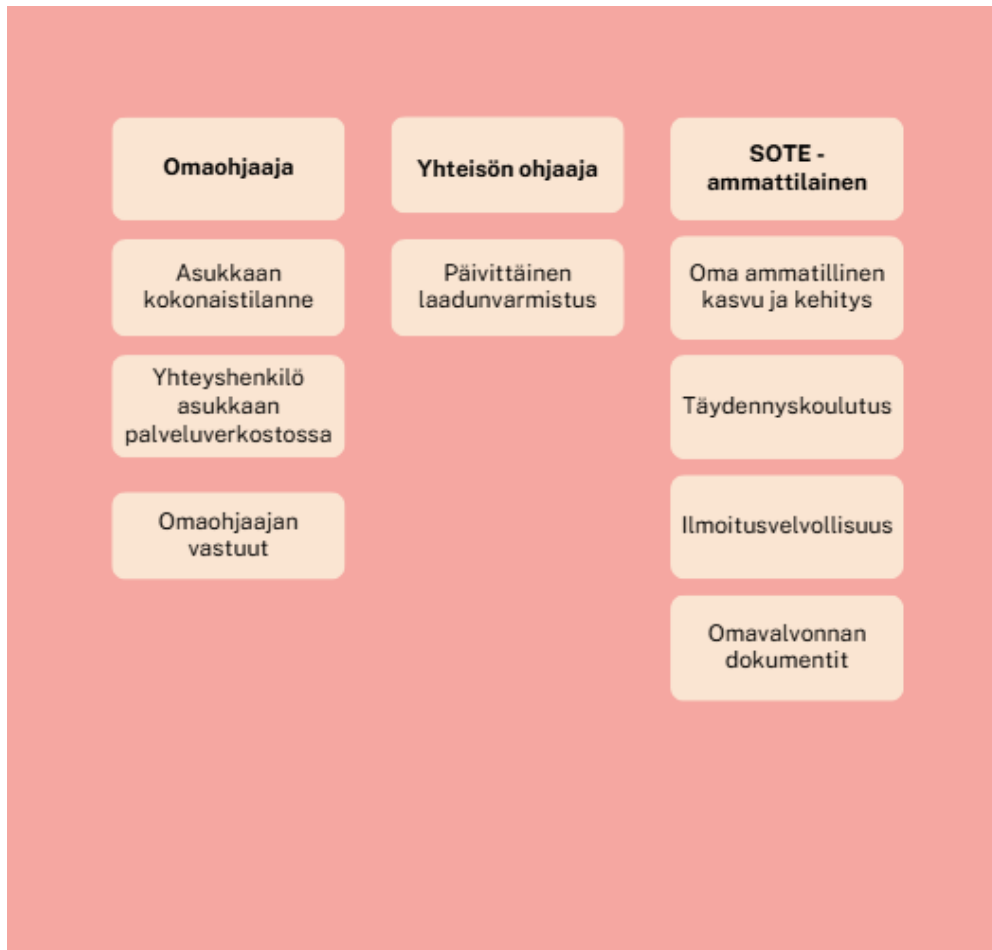 Omaohjaaja
Asukkaan
kokonaistilanne
Yhteyshenkilö
asukkaan
palveluverkostossa
Omaohjaajan
vastuut
Yhteisön ohjaaja
Päivittäinen
laadunvarmistus
SOTE -
ammattilainen
Oma ammatillinen
kasvu ja kehitys
Täydennyskoulutus
Ilmoitusvelvollisuus
Omavalvonnan
dokumentit